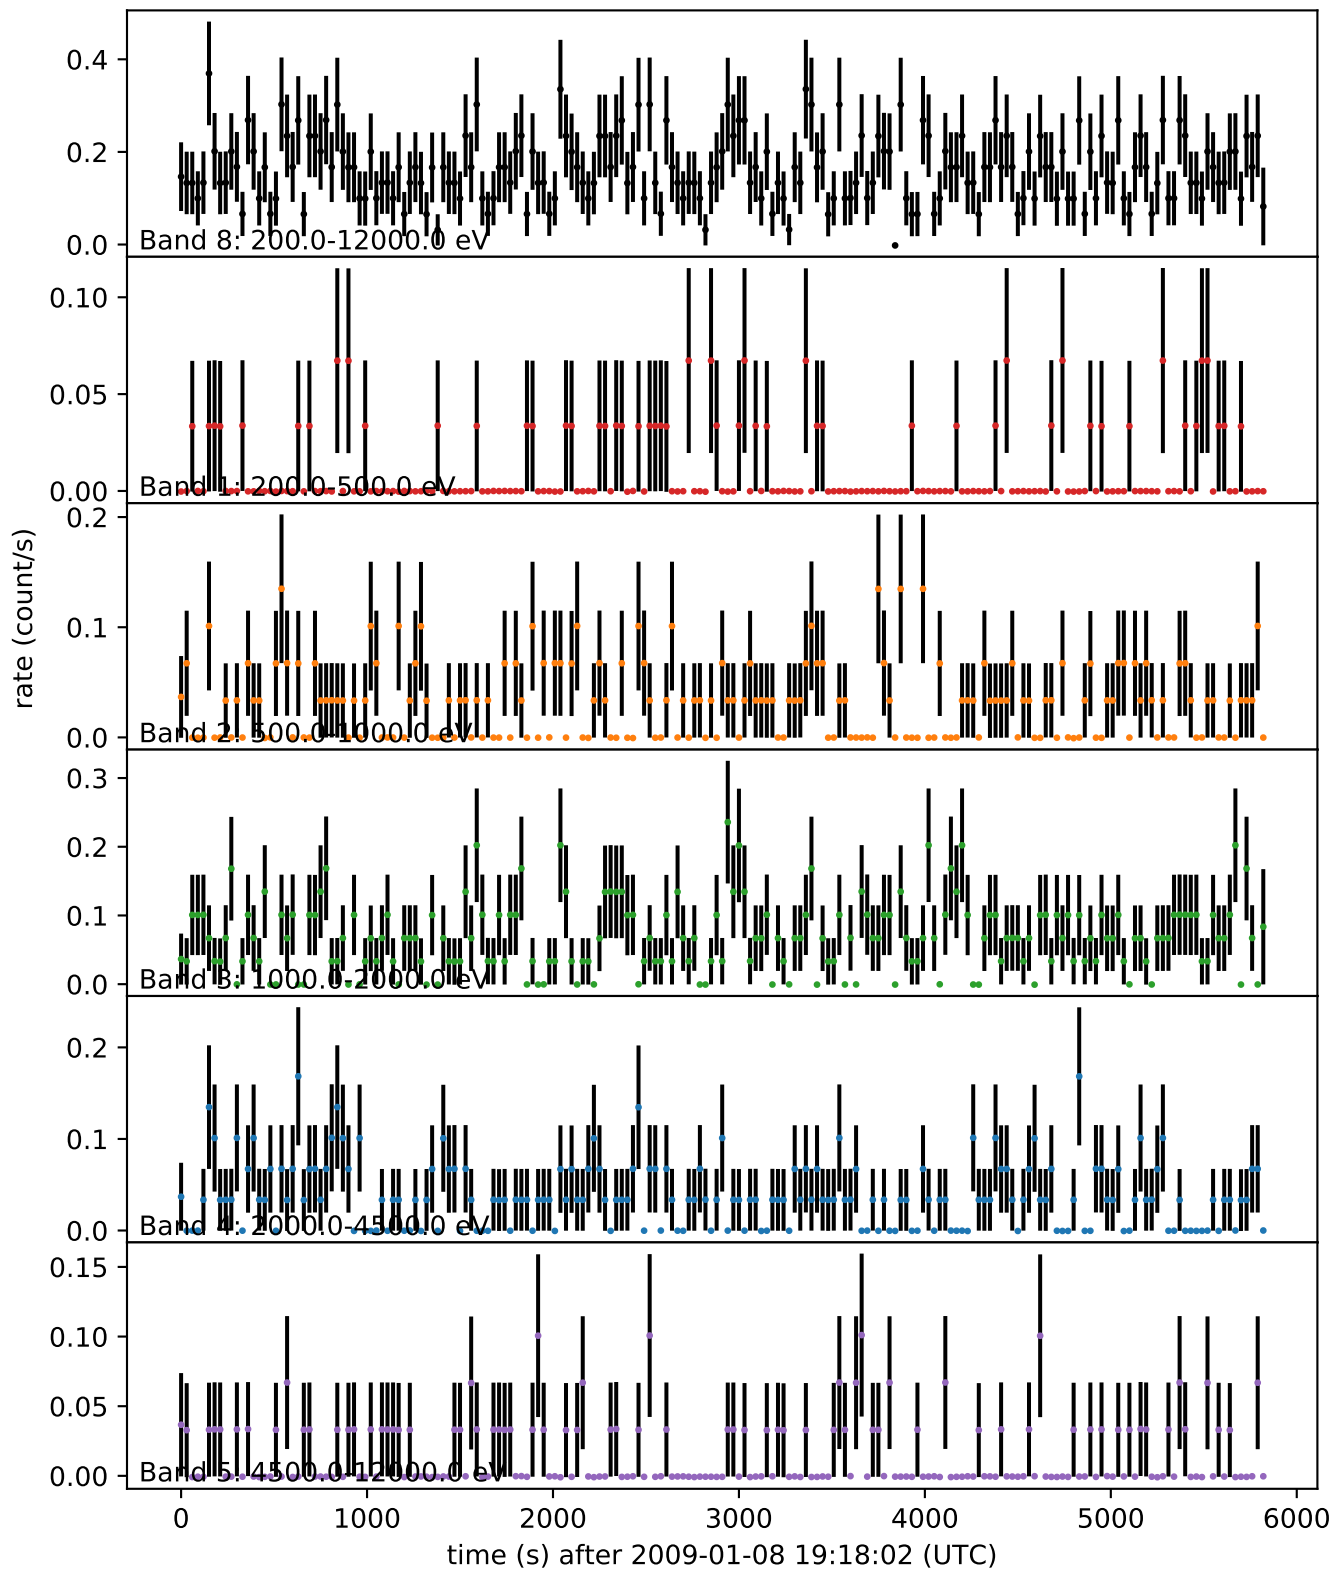 0.4
0.2
0.0
Band 8: 200.0-12000.0 eV
0.10
0.05
0.00
Band 1: 200.0-500.0 eV
0.2
0.1
0.0
Band 2: 500.0-1000.0 eV
rate (count/s)
0.3
0.2
0.1
0.0
Band 3: 1000.0-2000.0 eV
0.2
0.1
0.0
Band 4: 2000.0-4500.0 eV
0.15
0.10
0.05
0.00
Band 5: 4500.0-12000.0 eV
0 1000 2000 3000 4000 5000 6000
time (s) after 2009-01-08 19:18:02 (UTC)